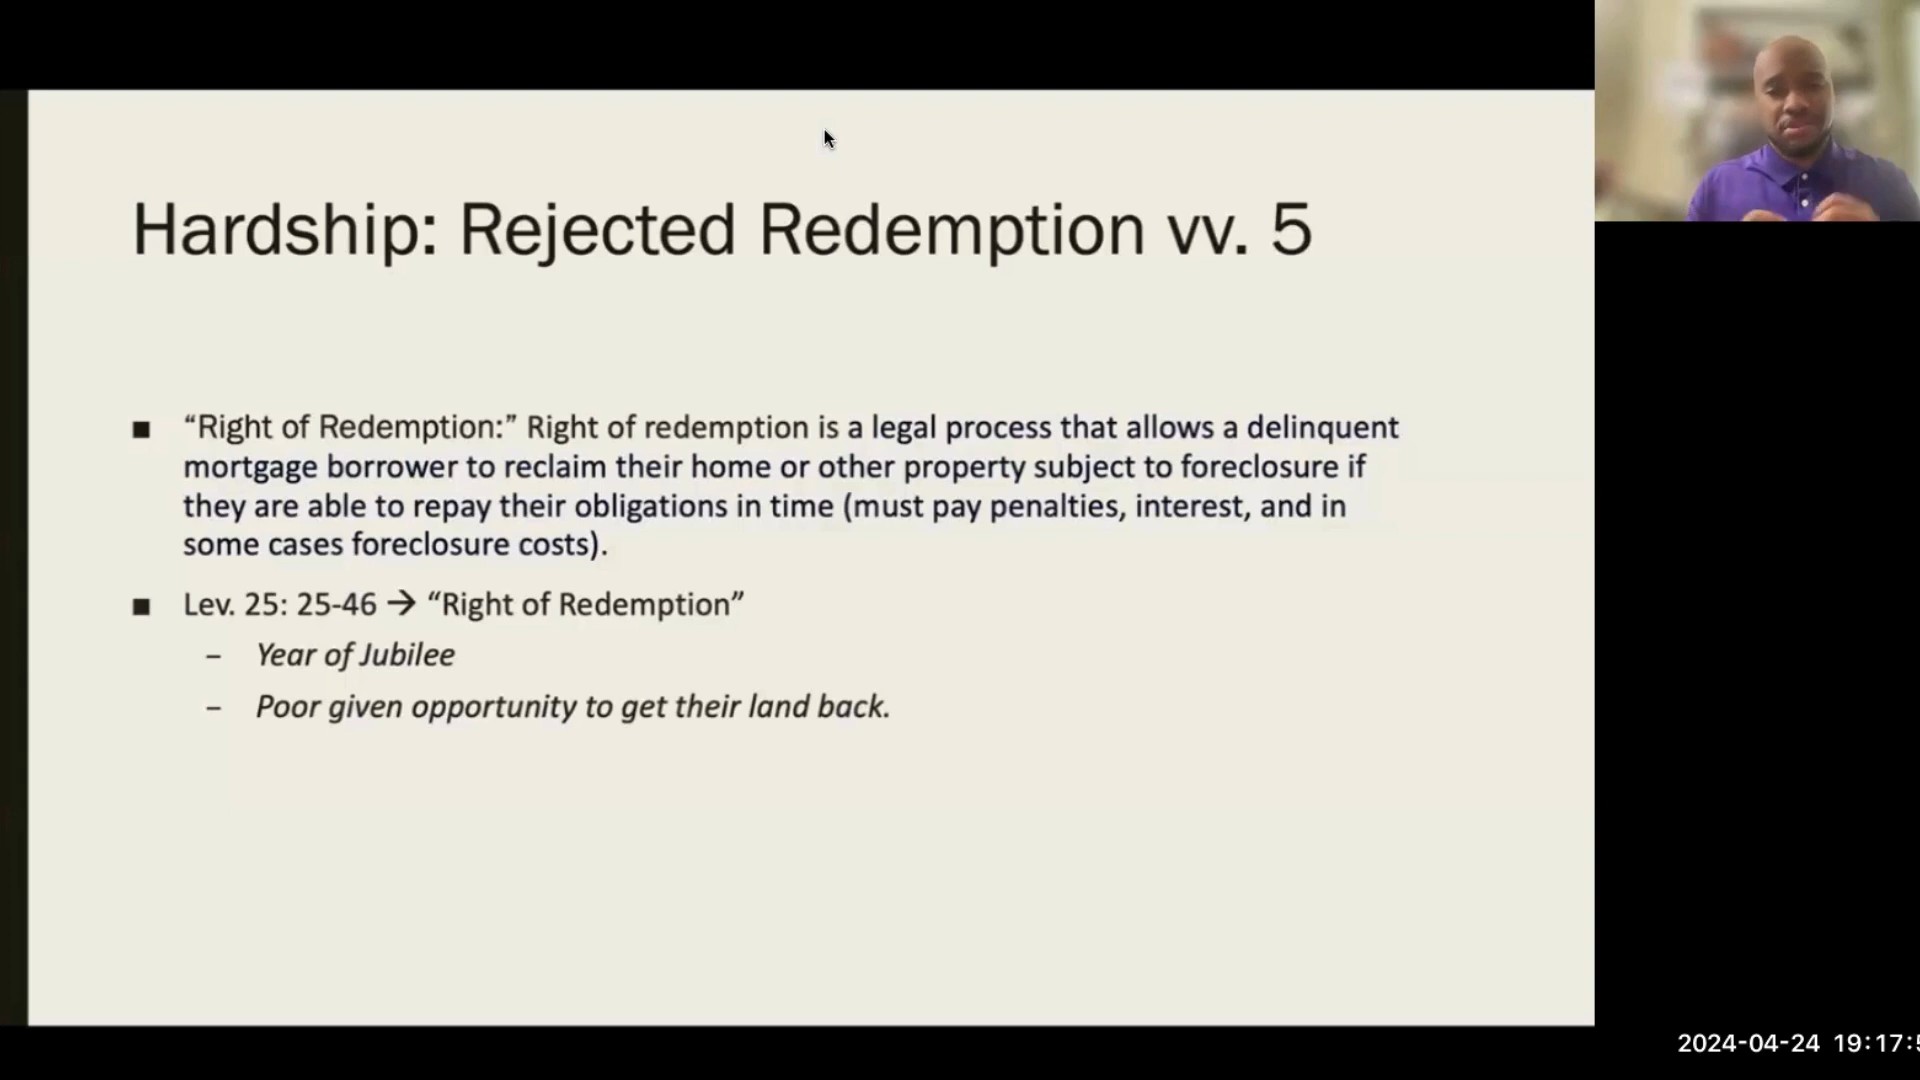 Hardship: Rejected Redemption vv. 5
■ “Right of Redemption:” Right of redemption is a legal process that allows a delinquent
mortgage borrower to reclaim their home or other property subject to foreclosure if
they are able to repay their obligations in time (must pay penalties, interest, and in
some cases foreclosure costs).
■ Lev. 25: 25-46 → “Right of Redemption”
– Year of Jubilee
– Poor given opportunity to get their land back.
2024-04-24 19:17:5